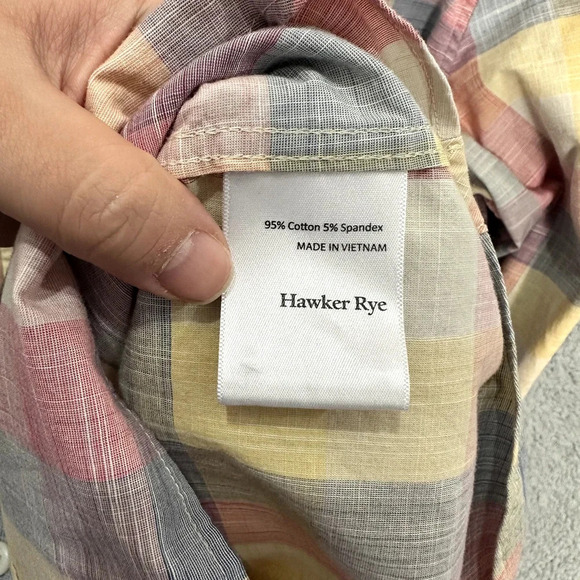 95% Cotton 5% Spandex
MADE IN VIETNAM
Hawker Rye